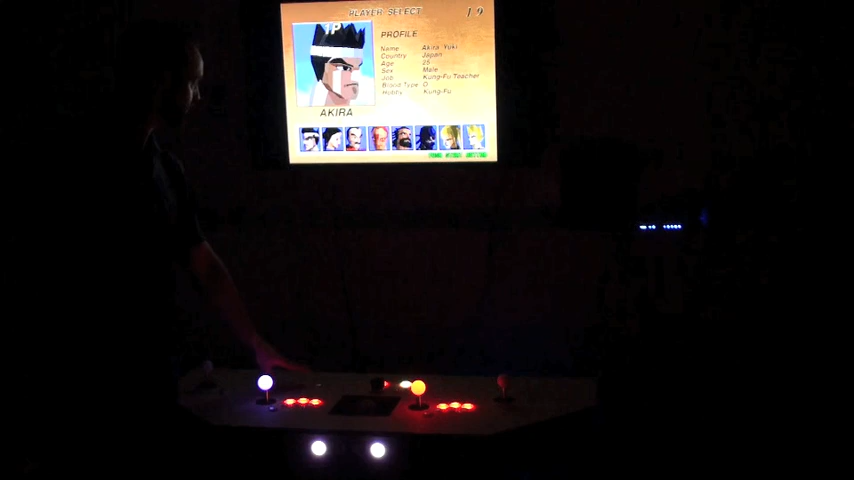 PLAYER SELECT 19
1P
PROFILE
Name Akira Yuki
Country Japan
Age 25
Sex Male
Job Kung-Fu Teacher
Blood Type O
Hobby Kung-Fu
AKIRA